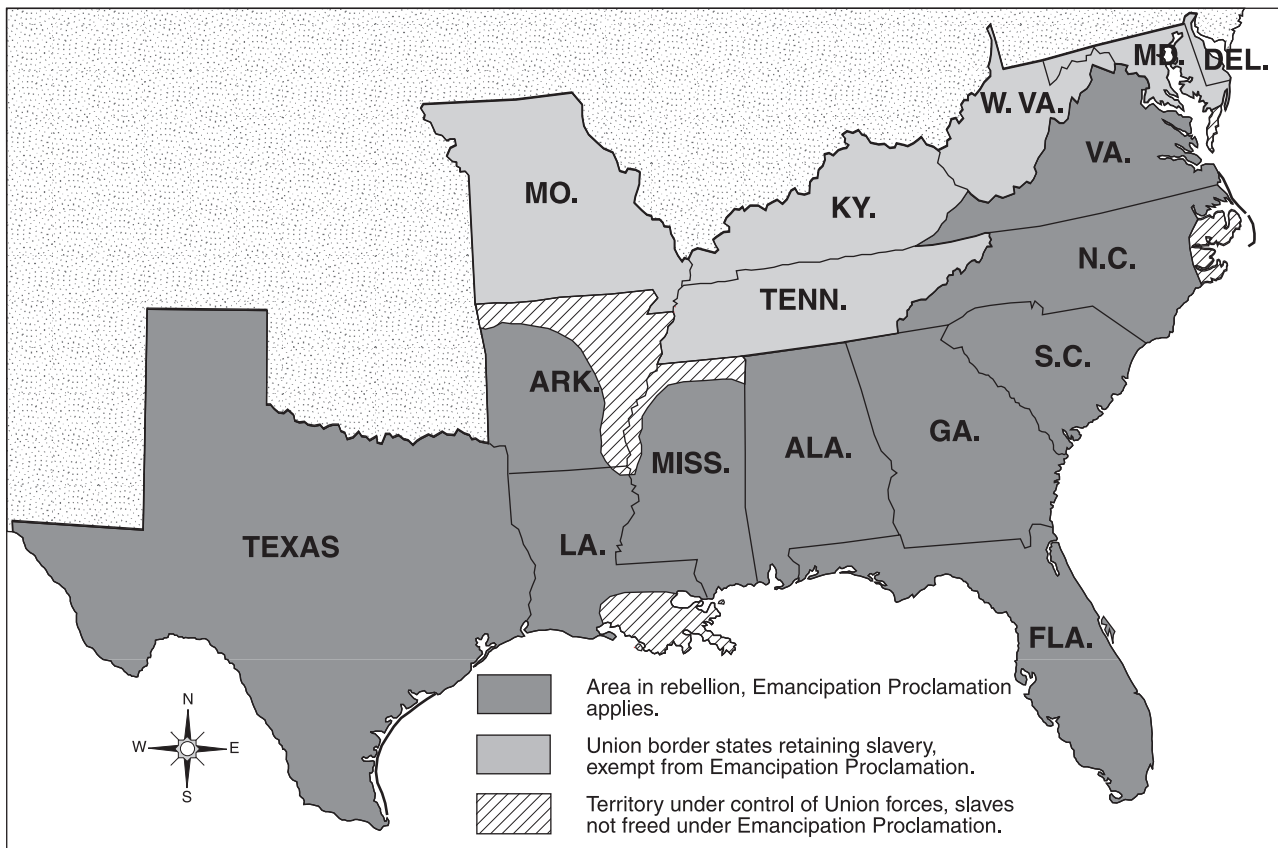 MD.
DEL.
W. VA.
VA.
MO.
KY.
N.C.
TENN.
S.C.
ARK.
GA.
MISS.
ALA.
TEXAS
LA.
FLA.
N
W
E
S
Area in rebellion, Emancipation Proclamation
applies.
Union border states retaining slavery,
exempt from Emancipation Proclamation.
Territory under control of Union forces, slaves
not freed under Emancipation Proclamation.